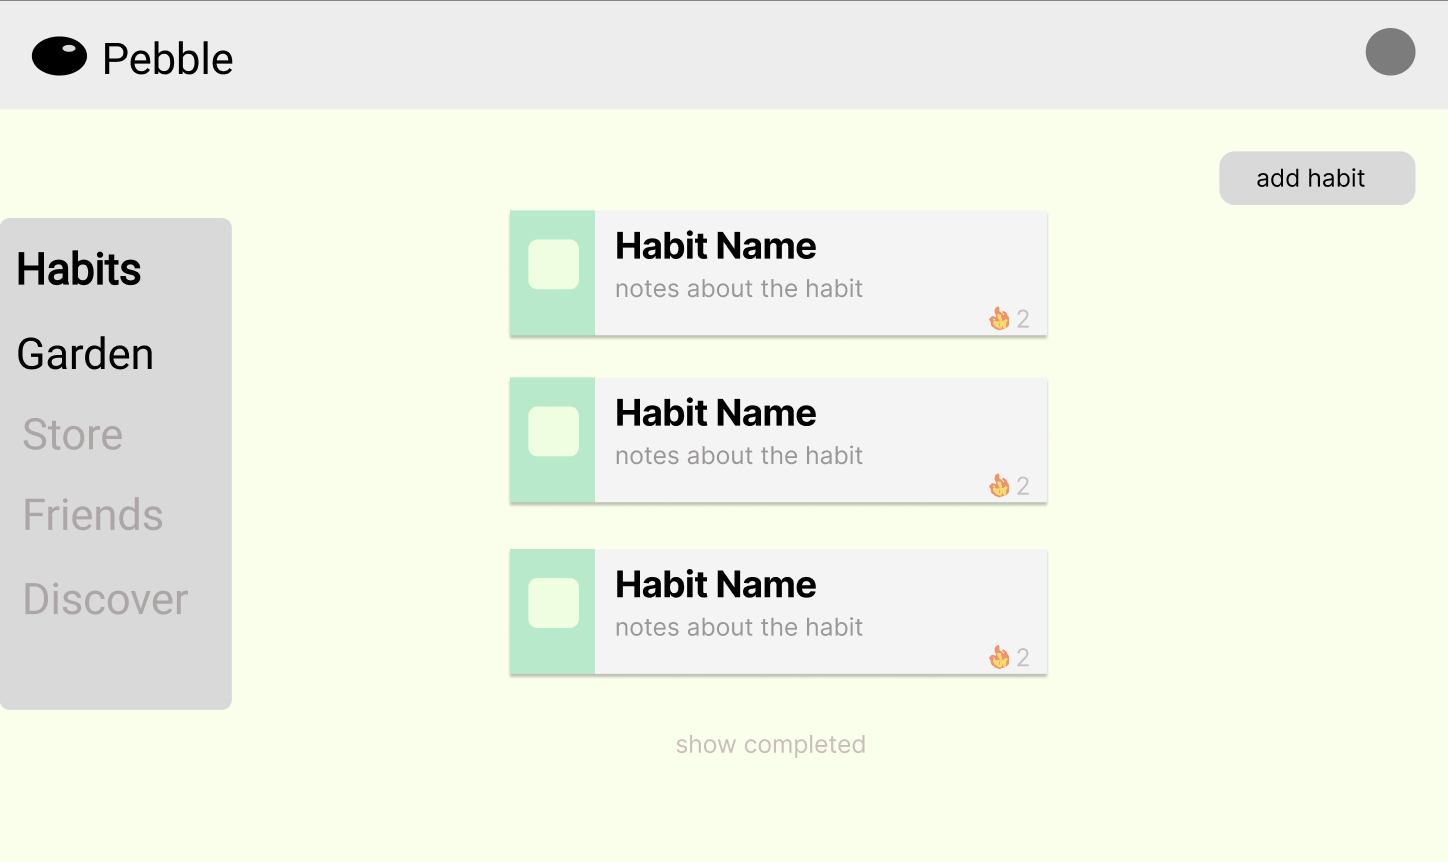 Pebble
add habit
Habits
Garden
Store
Friends
Discover
Habit Name
notes about the habit
🔥 2
Habit Name
notes about the habit
🔥 2
Habit Name
notes about the habit
🔥 2
show completed